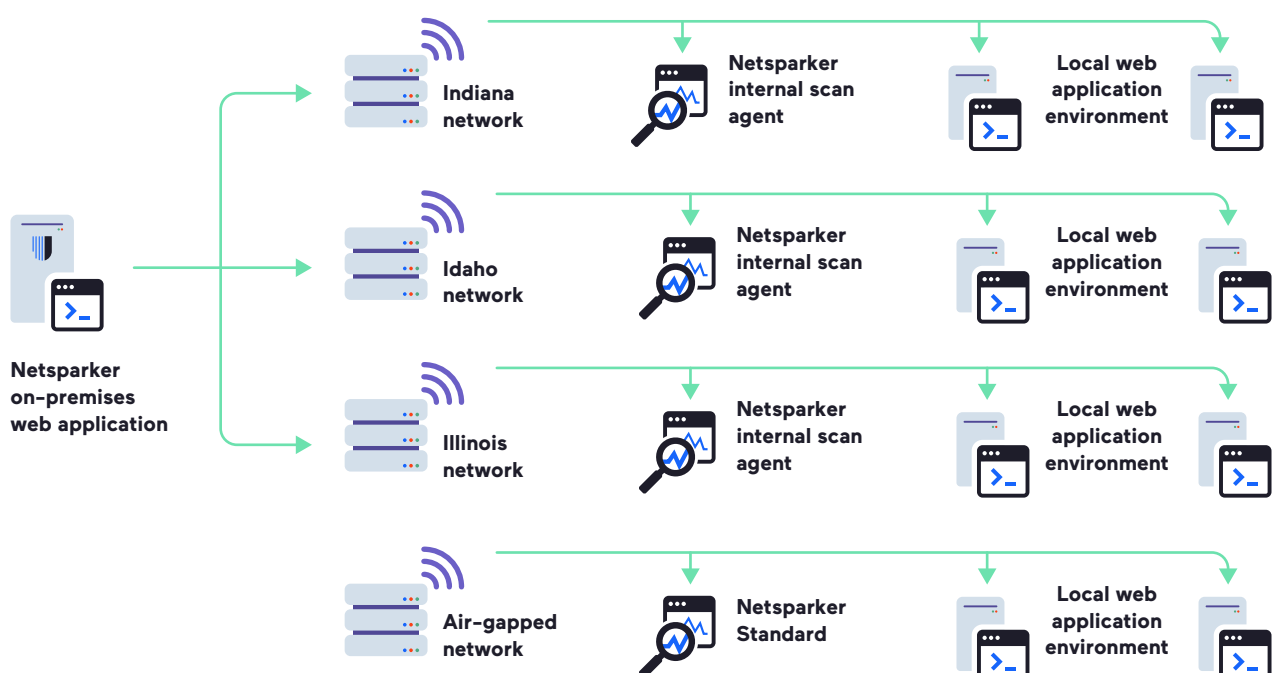 Indiana
network
Netsparker
internal scan
agent
Local web
application
environment
Idaho
network
Netsparker
internal scan
agent
Local web
application
environment
Netsparker
on-premises
web application
Illinois
network
Netsparker
internal scan
agent
Local web
application
environment
Air-gapped
network
Netsparker
Standard
Local web
application
environment